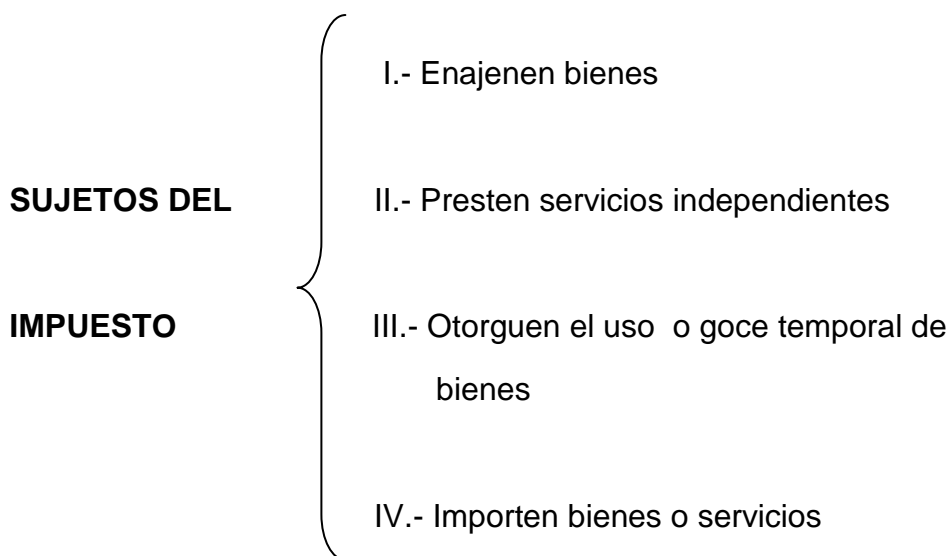 I.- Enajenen bienes
SUJETOS DEL
II.- Presten servicios independientes
IMPUESTO
III.- Otorguen el uso o goce temporal de
bienes
IV.- Importen bienes o servicios